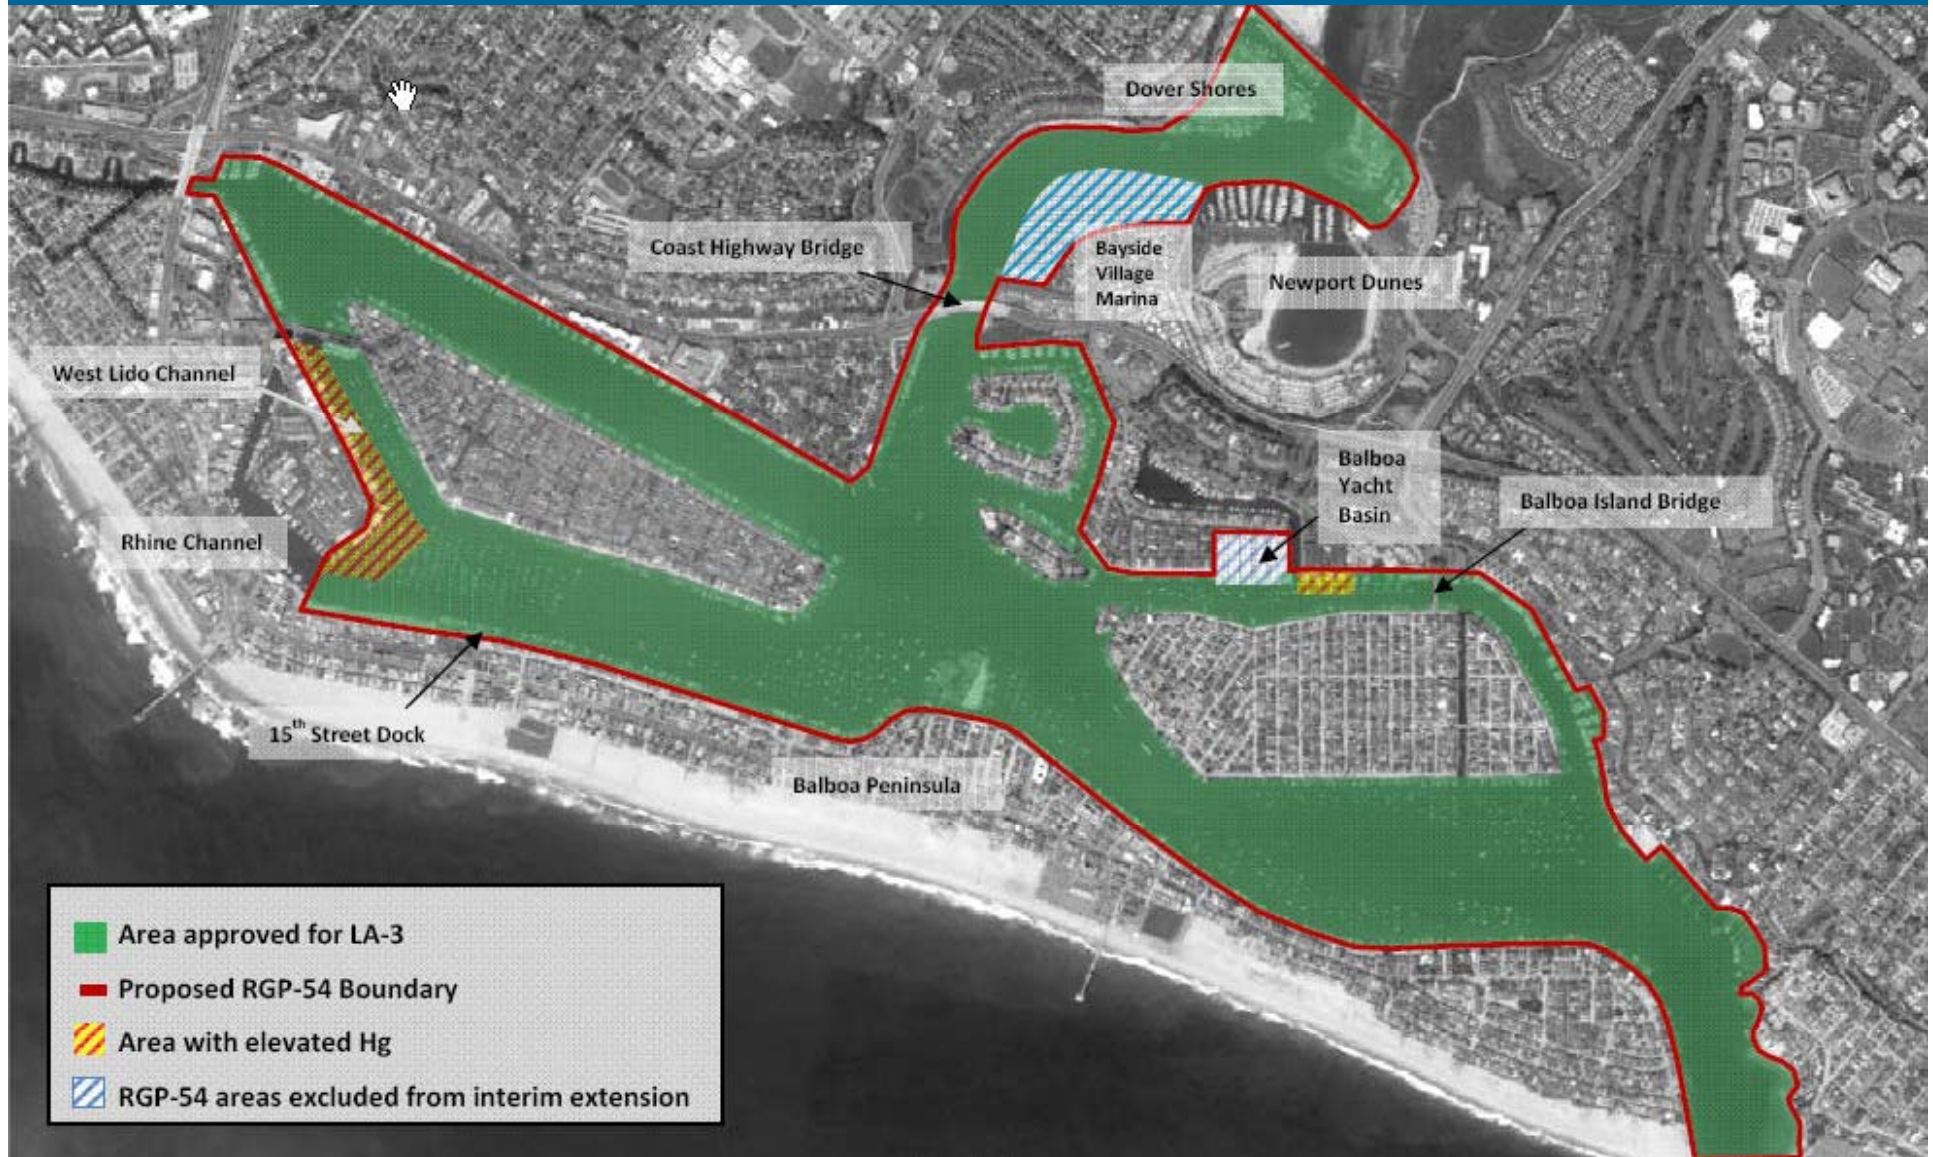 Dover Shores
Coast Highway Bridge
Bayside
Village
Marina
Newport Dunes
West Lido Channel
Balboa
Yacht
Basin
Balboa Island Bridge
Rhine Channel
15th Street Dock
Balboa Peninsula
Area approved for LA-3
Proposed RGP-54 Boundary
Area with elevated Hg
RGP-54 areas excluded from interim extension